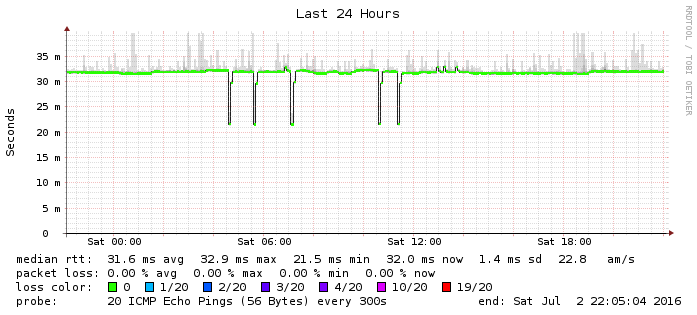 Last 24 Hours
RRDTOOL / TOBI OETIKER
Seconds
35 m
30 m
25 m
20 m
15 m
10 m
5 m
0
Sat 00:00 Sat 06:00 Sat 12:00 Sat 18:00
median rtt: 31.6 ms avg 32.9 ms max 21.5 ms min 32.0 ms now 1.4 ms sd 22.8 am/s
packet loss: 0.00 % avg 0.00 % max 0.00 % min 0.00 % now
loss color: 0 1/20 2/20 3/20 4/20 10/20 19/20
probe: 20 ICMP Echo Pings (56 Bytes) every 300s end: Sat Jul 2 22:05:04 2016